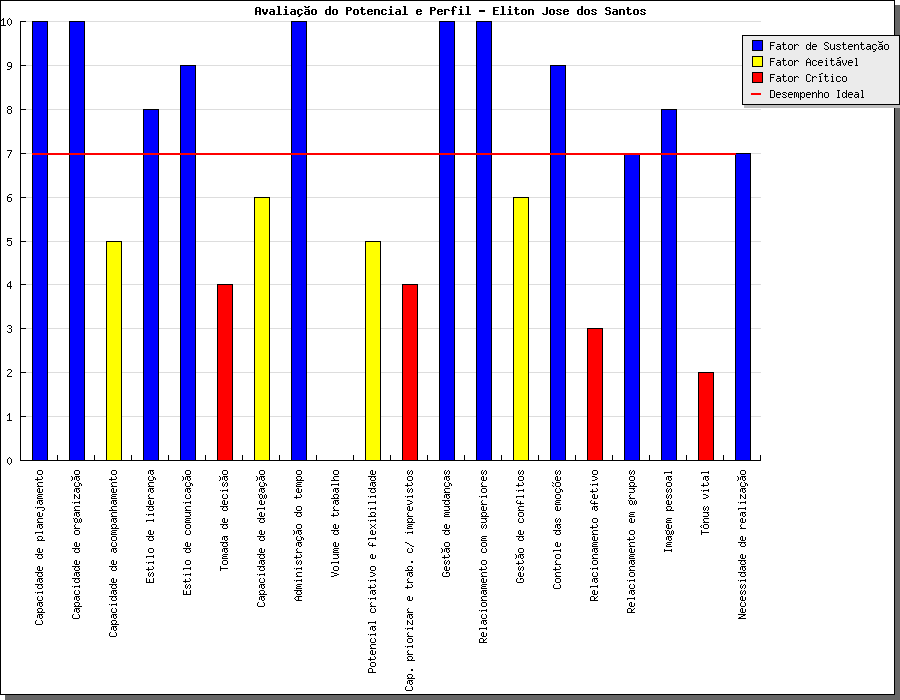 Avaliação do Potencial e Perfil - Eliton Jose dos Santos
Fator de Sustentação
Fator Aceitável
Fator Crítico
Desempenho Ideal
10
9
8
7
6
5
4
3
2
1
0
Capacidade de planejamento
Capacidade de organização
Capacidade de acompanhamento
Estilo de liderança
Estilo de comunicação
Tomada de decisão
Capacidade de delegação
Administração do tempo
Volume de trabalho
Potencial criativo e flexibilidade
Cap. priorizar e trab. c/ imprevistos
Gestão de mudanças
Relacionamento com superiores
Gestão de conflitos
Controle das emoções
Relacionamento afetivo
Relacionamento em grupos
Imagem pessoal
Tônus vital
Necessidade de realização